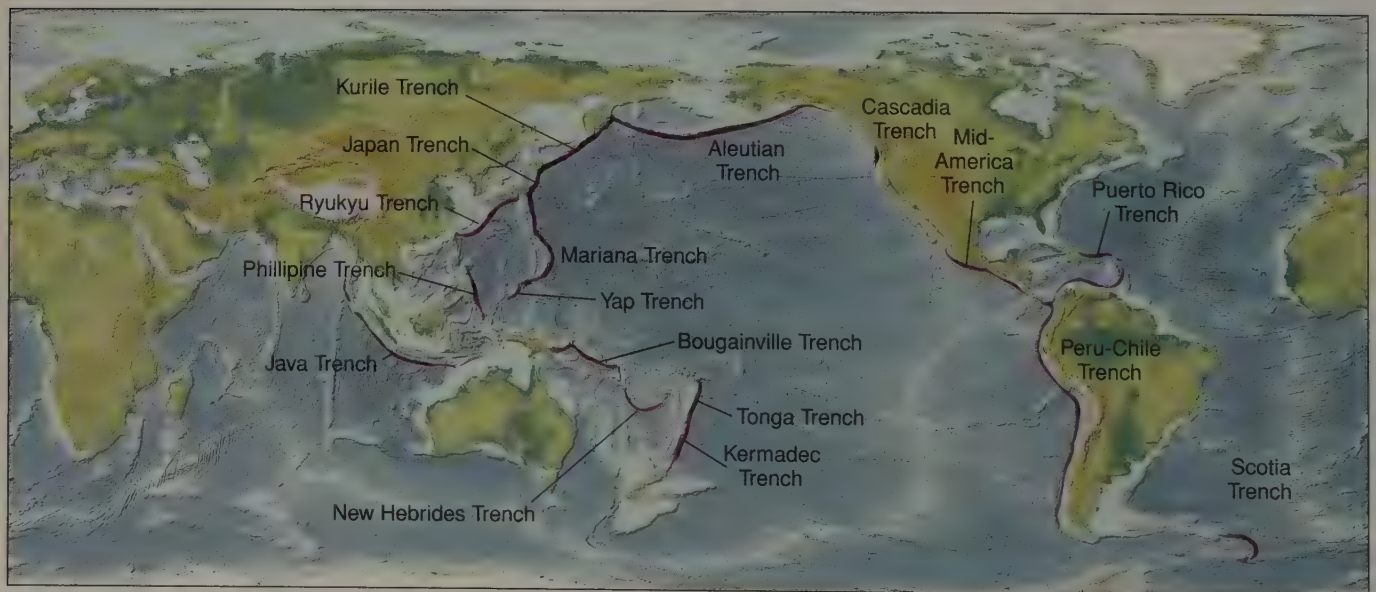 Kurile Trench
Japan Trench
Ryukyu Trench
Phillipine Trench
Java Trench
New Hebrides Trench
Aleutian
Trench
Mariana Trench
Yap Trench
Bougainville Trench
Tonga Trench
Kermadec
Trench
Cascadia
Trench
Mid-
America
Trench
Puerto Rico
Trench
Peru-Chile
Trench
Scotia
Trench